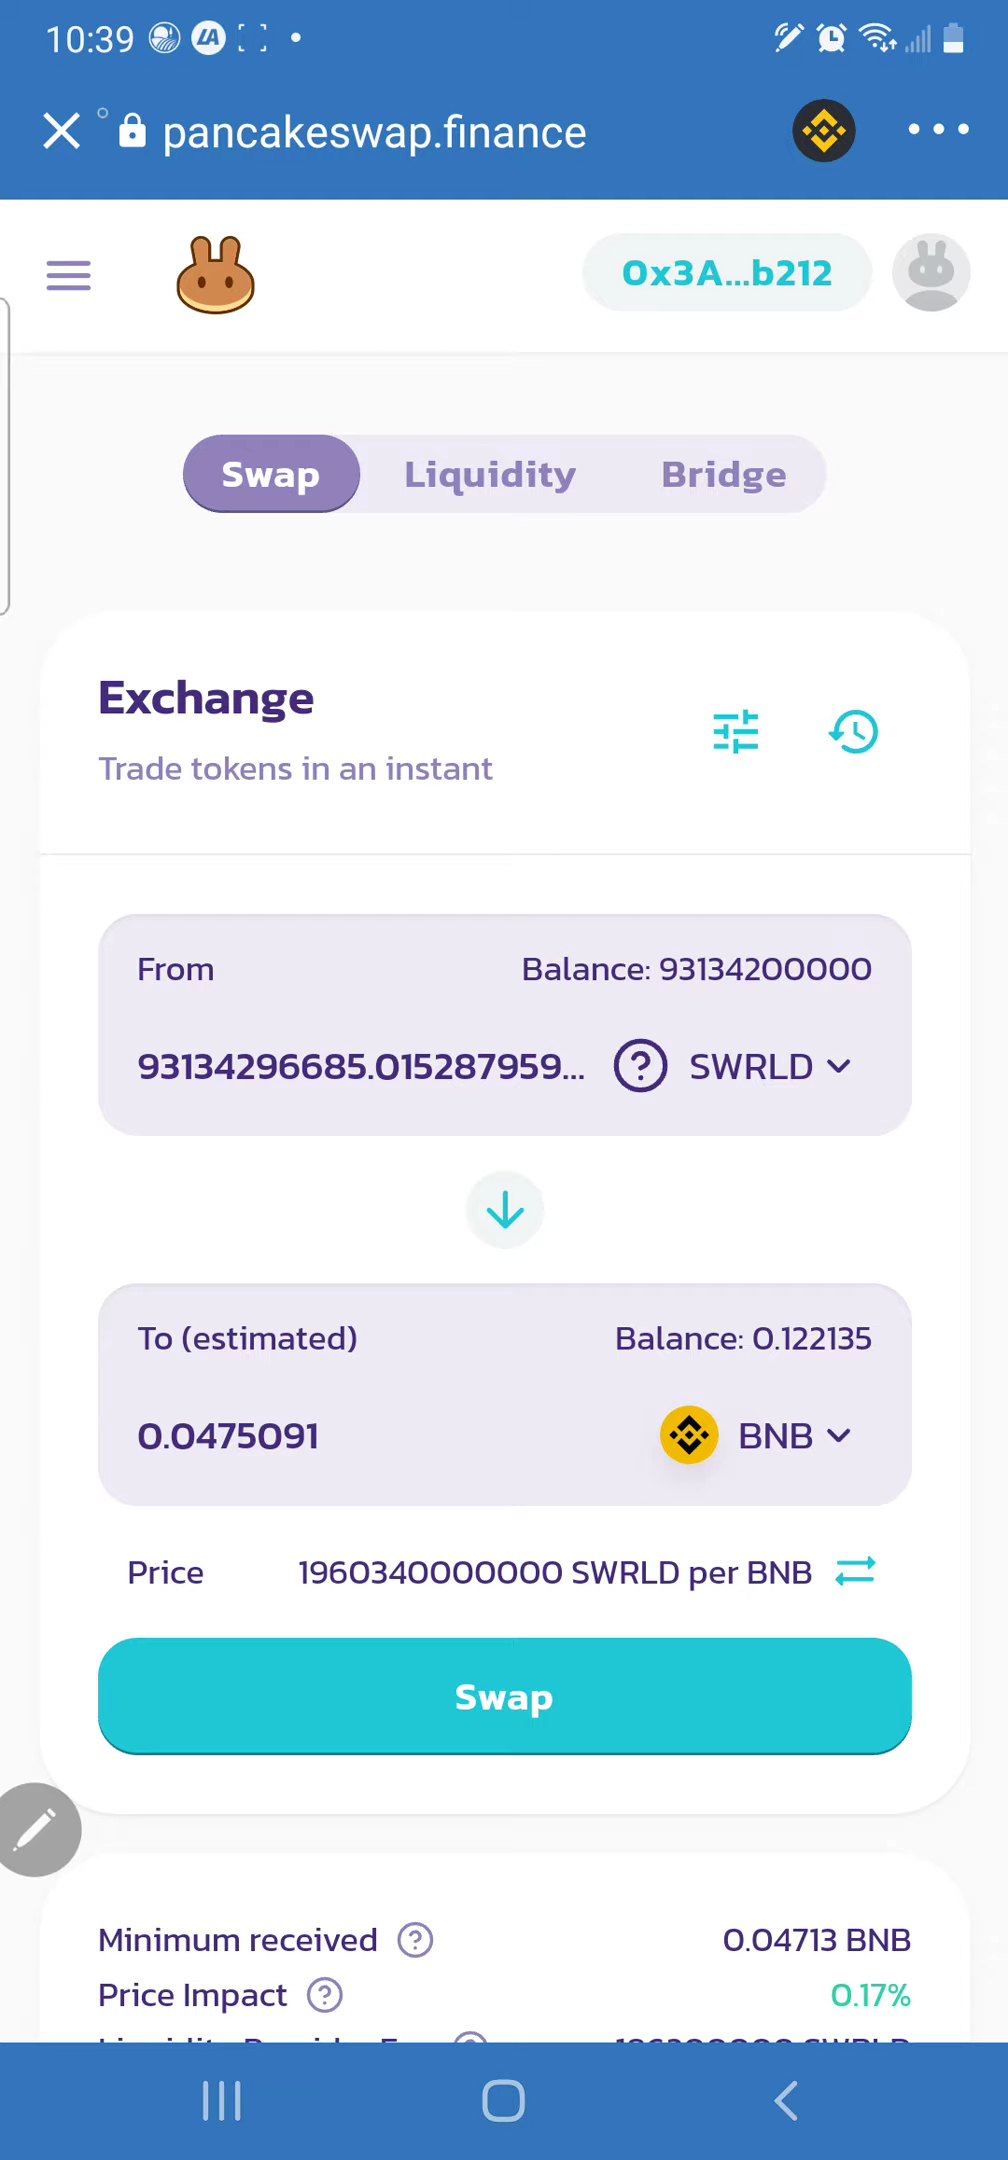 10:39 LA
pancakeswap.finance
0x3A...b212
Swap Liquidity Bridge
Exchange
Trade tokens in an instant
From Balance: 93134200000
93134296685.015287959... SWRLD
To (estimated) Balance: 0.122135
0.0475091 BNB
Price 1960340000000 SWRLD per BNB
Swap
Minimum received ? 0.04713 BNB
Price Impact ? 0.17%